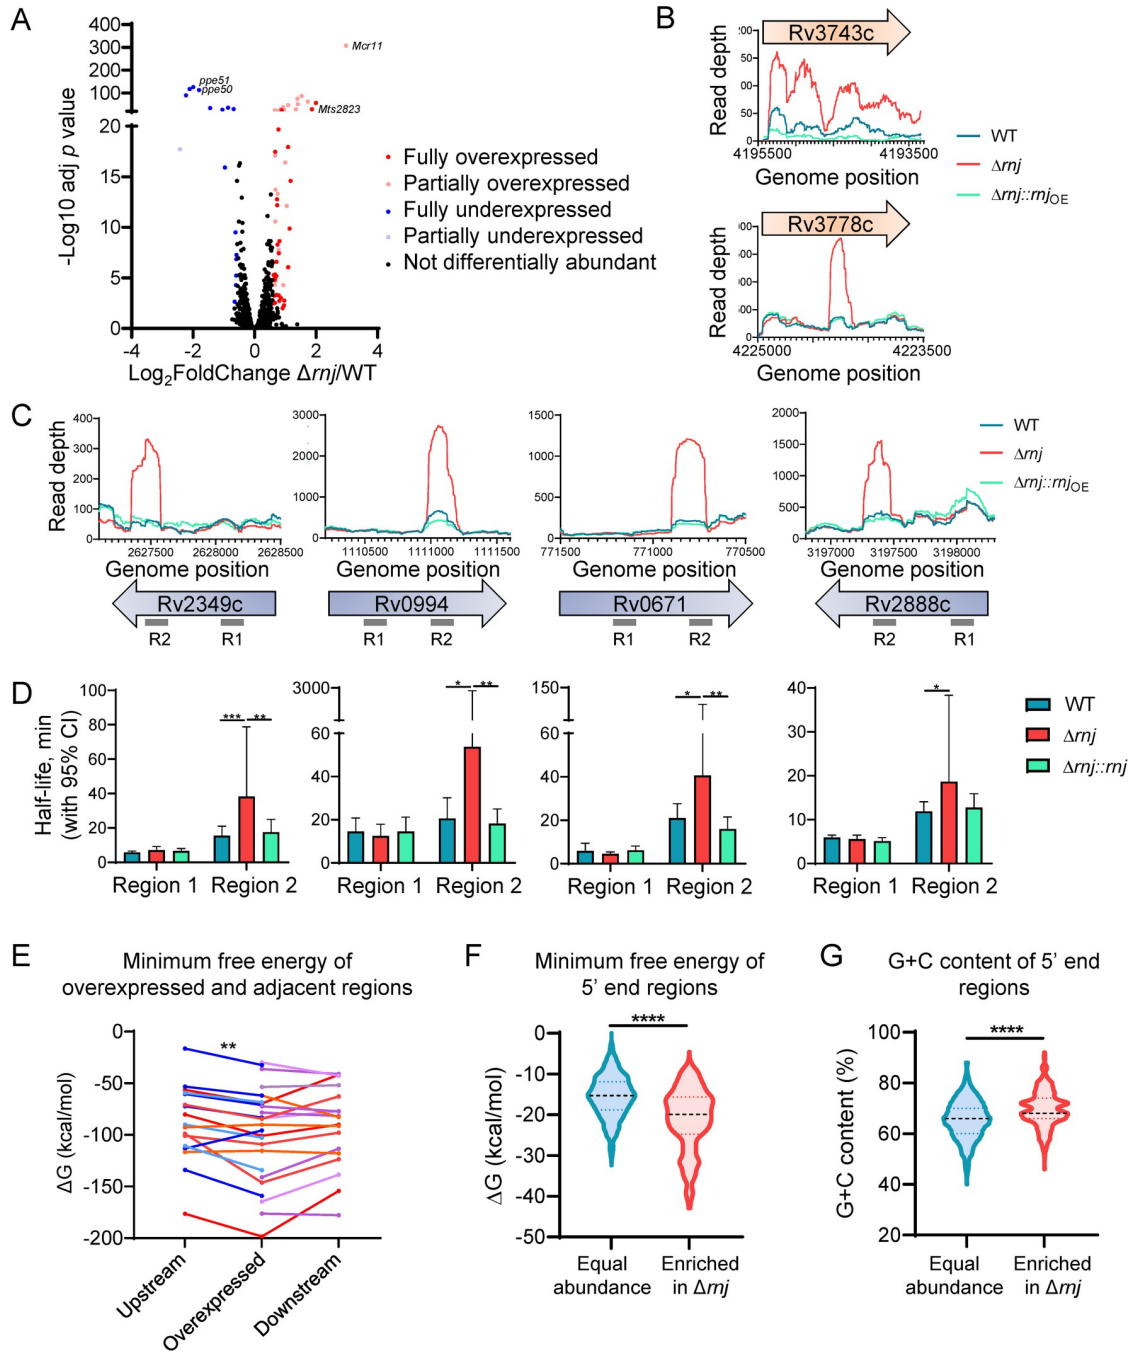 A
400
300
200
100
20
15
10
5
0
-Log10 adj p value
Mcr11
ppe51
ppe50
Mts2823
-4
-2
0
2
4
Log2FoldChange Δrnj/WT
Fully overexpressed
Partially overexpressed
Fully underexpressed
Partially underexpressed
Not differentially abundant
B
Rv3743c
Read depth
50
50
0
4195500
4193500
Genome position
WT
Δrnj
Δrnj::rnjOE
Rv3778c
Read depth
0
4225000
4223500
Genome position
C
Read depth
400
300
200
100
0
2627500
2628000
2628500
Genome position
Rv2349c
R2
R1
3000
2000
1000
0
1110500
1111000
1111500
Genome position
Rv0994
R1
R2
1500
1000
500
0
771500
771000
770500
Genome position
Rv0671
R1
R2
2000
1500
1000
500
0
3197000
3197500
3198000
Genome position
Rv2888c
R2
R1
WT
Δrnj
Δrnj::rnjOE
D
Half-life, min
(with 95% CI)
100
80
60
40
20
0
***
**
Region 1
Region 2
3000
60
40
20
0
*
**
Region 1
Region 2
150
60
40
20
0
*
**
Region 1
Region 2
40
30
20
10
0
*
Region 1
Region 2
WT
Δrnj
Δrnj::rnj
E
Minimum free energy of
overexpressed and adjacent regions
ΔG (kcal/mol)
0
-50
-100
-150
-200
**
Upstream
Overexpressed
Downstream
F
Minimum free energy of
5' end regions
****
ΔG (kcal/mol)
0
-10
-20
-30
-40
-50
Equal
abundance
Enriched
in Δrnj
G
G+C content of 5' end
regions
****
G+C content (%)
100
80
60
40
20
Equal
abundance
Enriched
in Δrnj